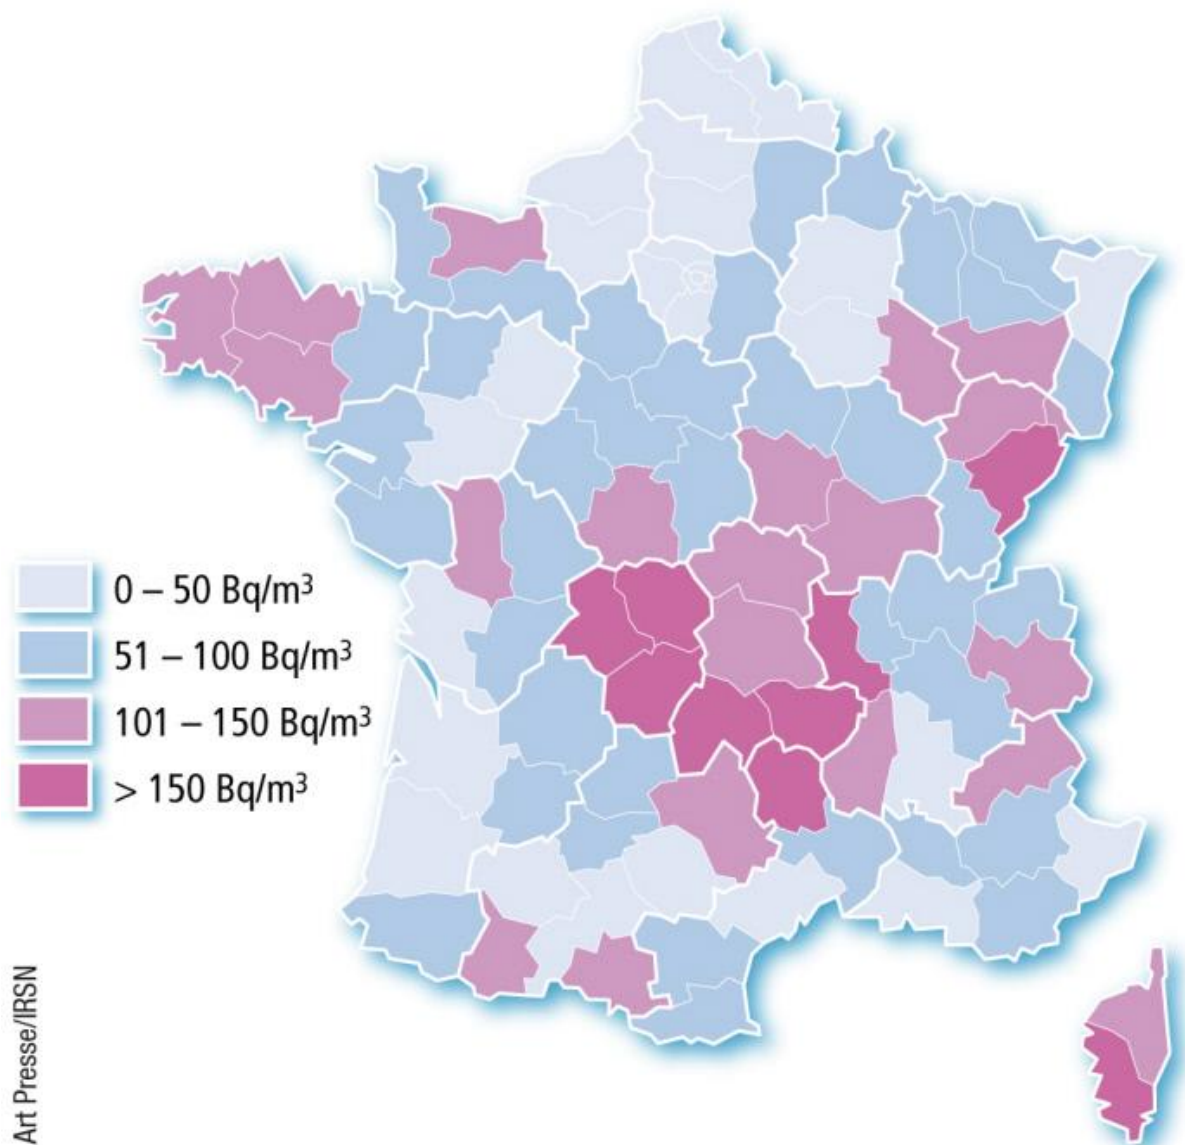 0 – 50 Bq/m³
51 – 100 Bq/m³
101 – 150 Bq/m³
> 150 Bq/m³
Art Presse/IRSN